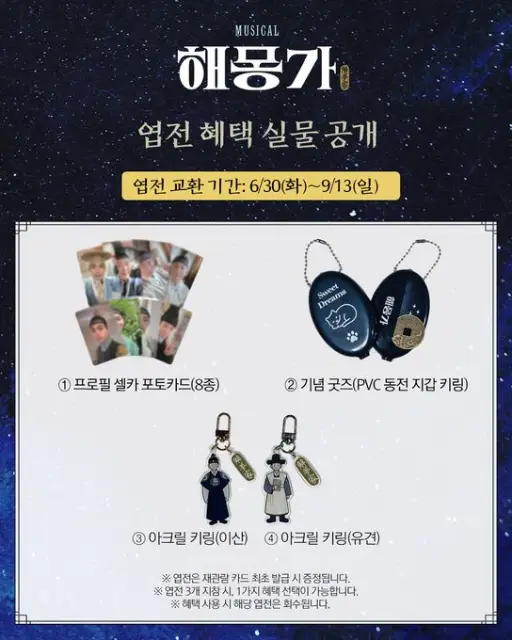 MUSICAL
해몽가
엽전 혜택 실물 공개
엽전 교환 기간: 6/30(화)~9/13(일)
Sweet
Dreams
해몽가
① 프로필 셀카 포토카드(8종)
② 기념 굿즈(PVC 동전 지갑 키링)
③ 아크릴 키링(이산)
④ 아크릴 키링(유견)
※ 엽전은 재관람 카드 최초 발급 시 증정됩니다.
※ 엽전 3개 지참 시, 1가지 혜택 선택이 가능합니다.
※ 혜택 사용 시 해당 엽전은 회수됩니다.